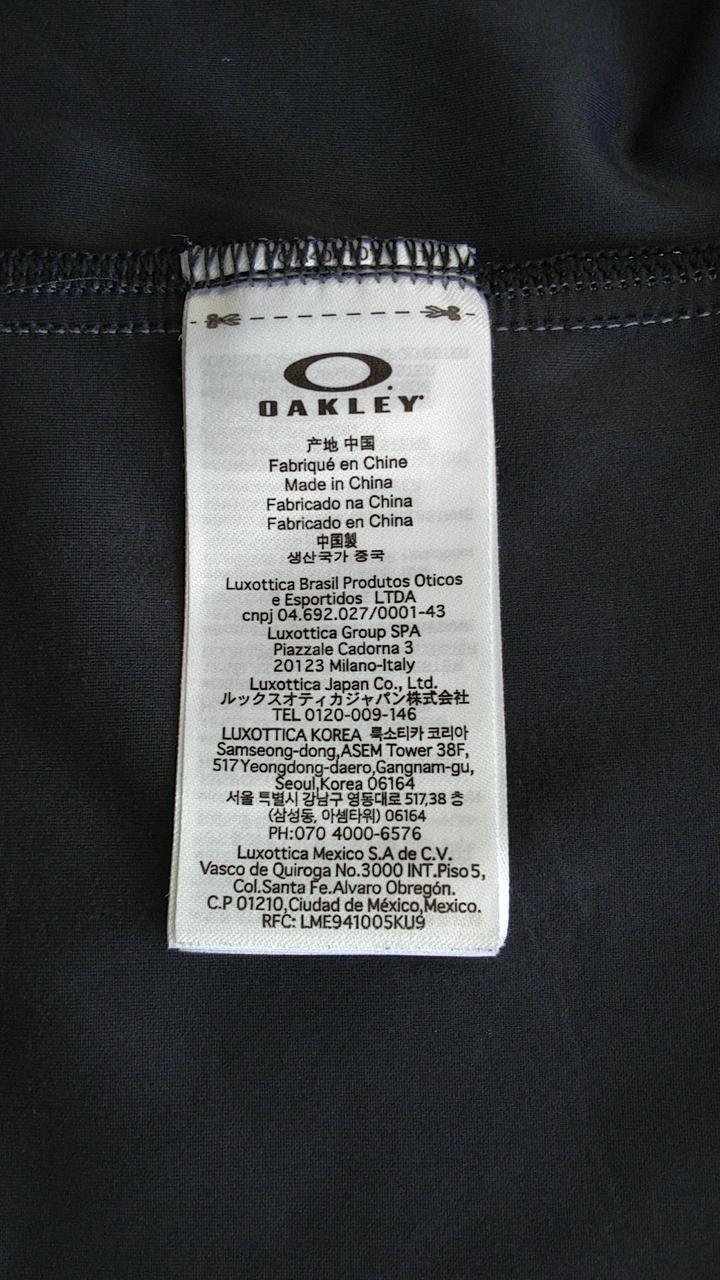 OAKLEY
产地 中国
Fabriqué en Chine
Made in China
Fabricado na China
Fabricado en China
中国製
생산국가 중국
Luxottica Brasil Produtos Oticos
e Esportidos LTDA
cnpj 04.692.027/0001-43
Luxottica Group SPA
Piazzale Cadorna 3
20123 Milano-Italy
Luxottica Japan Co., Ltd.
ルックスオティカジャパン株式会社
TEL 0120-009-146
LUXOTTICA KOREA 룩소티카 코리아
Samseong-dong,ASEM Tower 38F,
517 Yeongdong-daero,Gangnam-gu,
Seoul,Korea 06164
서울 특별시 강남구 영동대로 517,38 층
(삼성동, 아셈타워) 06164
PH:070 4000-6576
Luxottica Mexico S.A de C.V.
Vasco de Quiroga No.3000 INT.Piso 5,
Col.Santa Fe.Alvaro Obregón.
C.P 01210,Ciudad de México,Mexico.
RFC: LME941005KU9